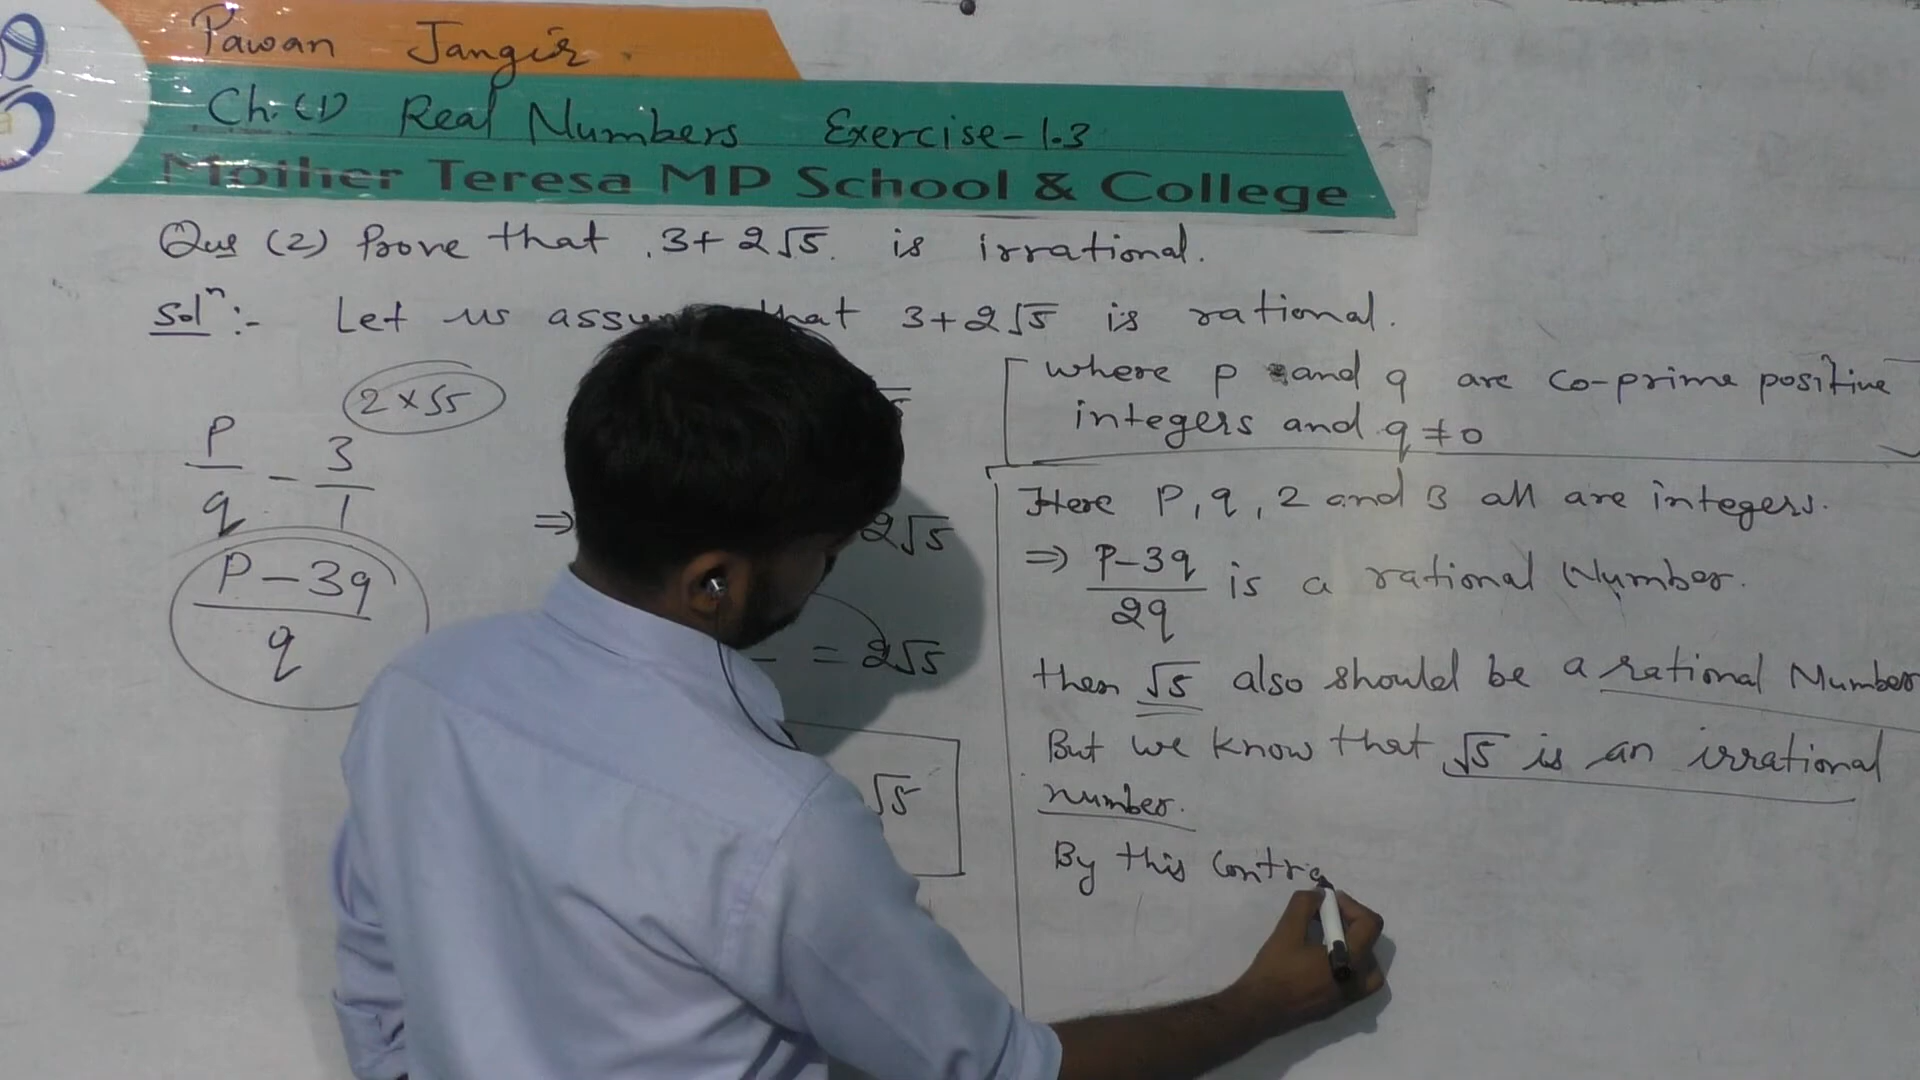 Pawan Jangir
Ch. (1) Real Numbers Exercise-1.3
Mother Teresa MP School & College
Que (2) Prove that 3+2√5 is irrational.
Solⁿ:- Let us that 3+2√5 is rational.
2×√5
P/q - 3/1
P-3q/q
⇒ 2√5
= 2√5
√5
where p and q are co-prime positive
integers and q≠0
Here P, q, 2 and 3 all are integers.
⇒ P-3q/2q is a rational Number.
then √5 also should be a rational Number
But we know that √5 is an irrational
number.
By this contra